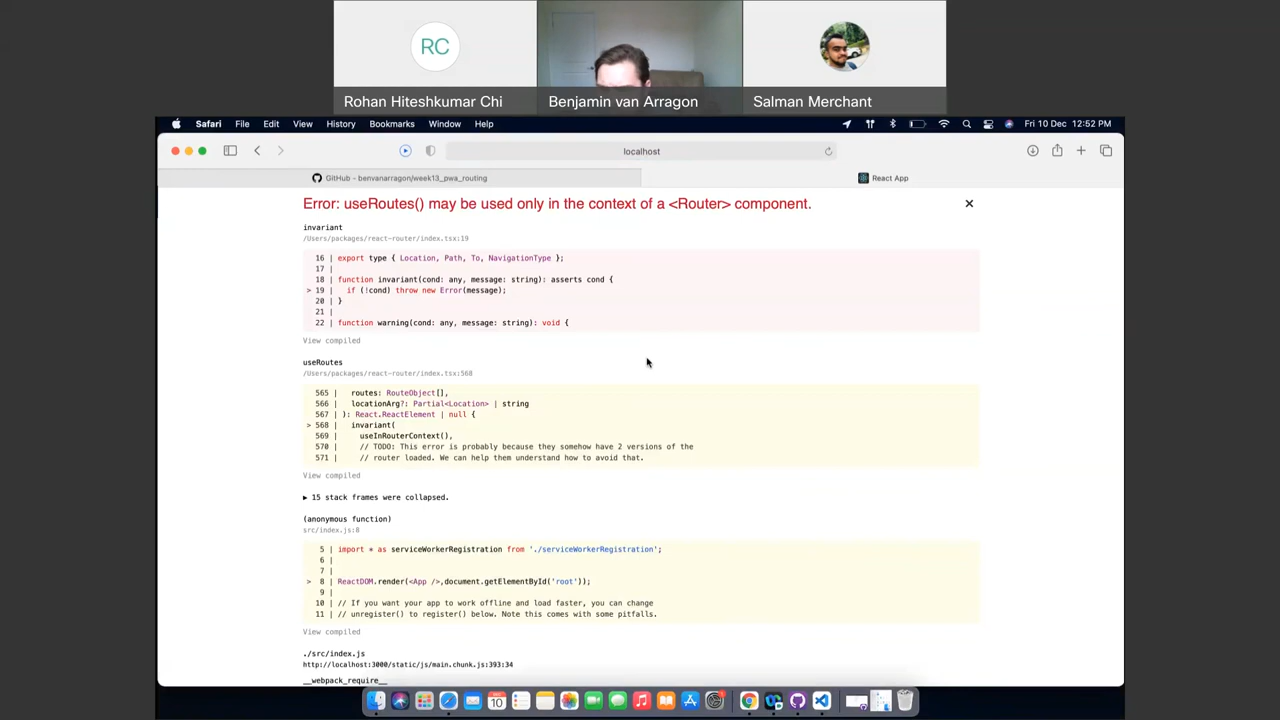 RC
Rohan Hiteshkumar Chi
Benjamin van Arragon
Salman Merchant
Safari File Edit View History Bookmarks Window Help
Fri 10 Dec 12:52 PM
localhost
GitHub - benvanarragon/week13_pwa_routing
React App
Error: useRoutes() may be used only in the context of a <Router> component.
invariant
/Users/packages/react-router/index.tsx:19
16 | export type { Location, Path, To, NavigationType };
17 |
18 | function invariant(cond: any, message: string): asserts cond {
> 19 | if (!cond) throw new Error(message);
20 | }
21 |
22 | function warning(cond: any, message: string): void {
View compiled
useRoutes
/Users/packages/react-router/index.tsx:568
565 | routes: RouteObject[],
566 | locationArg?: Partial<Location> | string
567 | ): React.ReactElement | null {
> 568 | invariant(
569 | useInRouterContext(),
570 | // TODO: This error is probably because they somehow have 2 versions of the
571 | // router loaded. We can help them understand how to avoid that.
View compiled
▶ 15 stack frames were collapsed.
(anonymous function)
src/index.js:8
5 | import * as serviceWorkerRegistration from './serviceWorkerRegistration';
6 |
7 |
> 8 | ReactDOM.render(<App />,document.getElementById('root'));
9 |
10 | // If you want your app to work offline and load faster, you can change
11 | // unregister() to register() below. Note this comes with some pitfalls.
View compiled
./src/index.js
http://localhost:3000/static/js/main.chunk.js:393:34
__webpack_require__